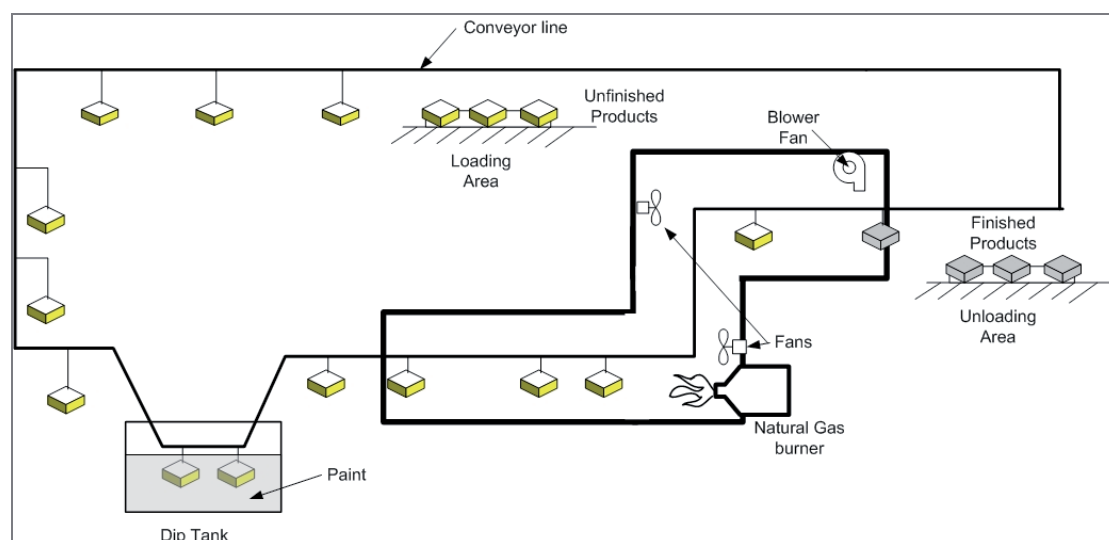 Conveyor line
Unfinished
Products
Loading
Area
Blower
Fan
Finished
Products
Unloading
Area
Fans
Natural Gas
burner
Paint
Dip Tank